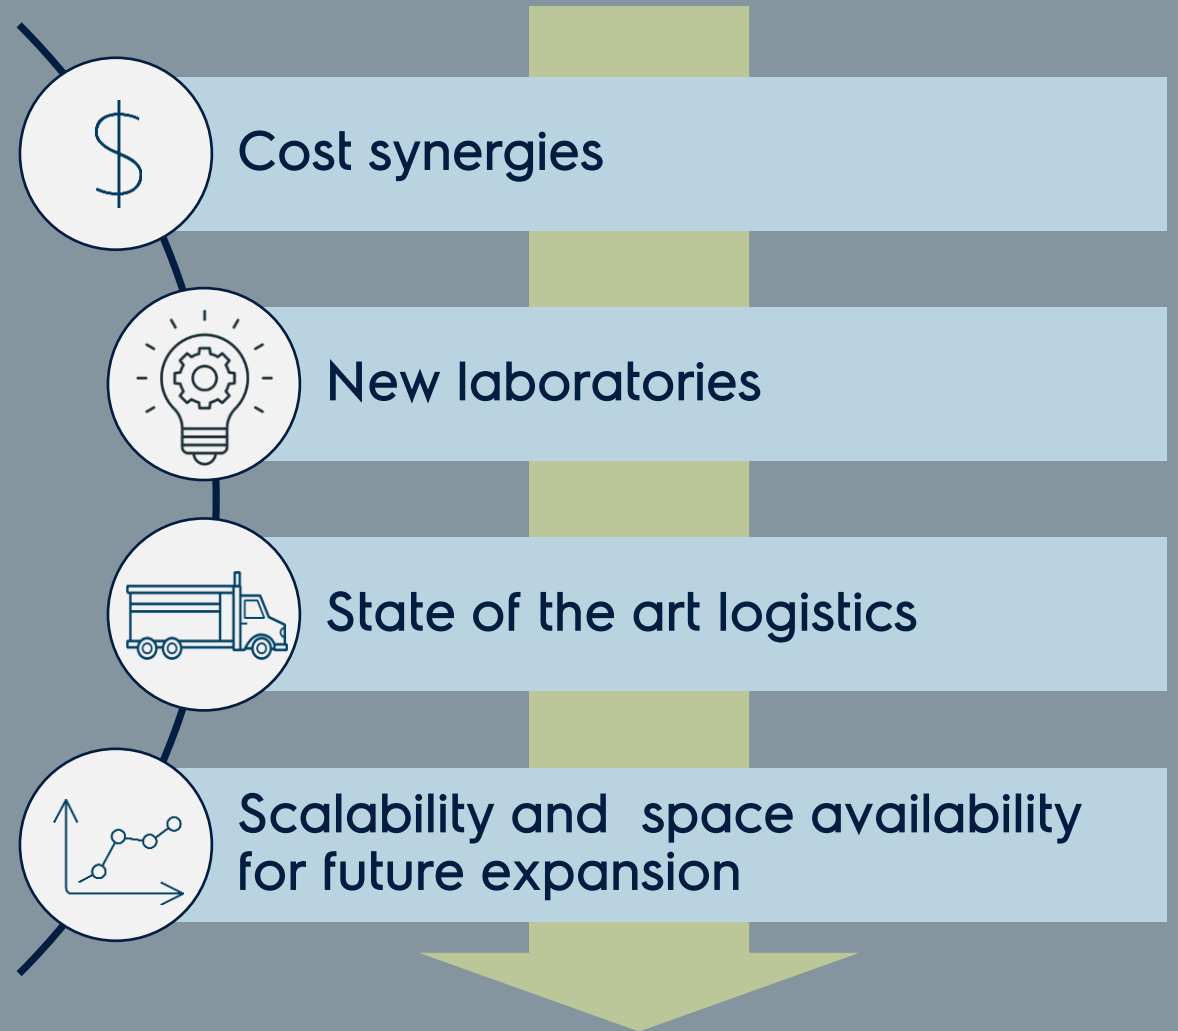 $
Cost synergies
New laboratories
State of the art logistics
Scalability and  space availability
for future expansion